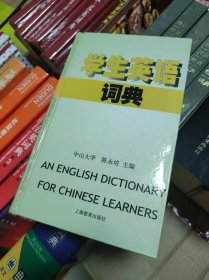 学生英语
词典
中山大学 陈永培 主编
AN ENGLISH DICTIONARY
FOR CHINESE LEARNERS
上海教育出版社